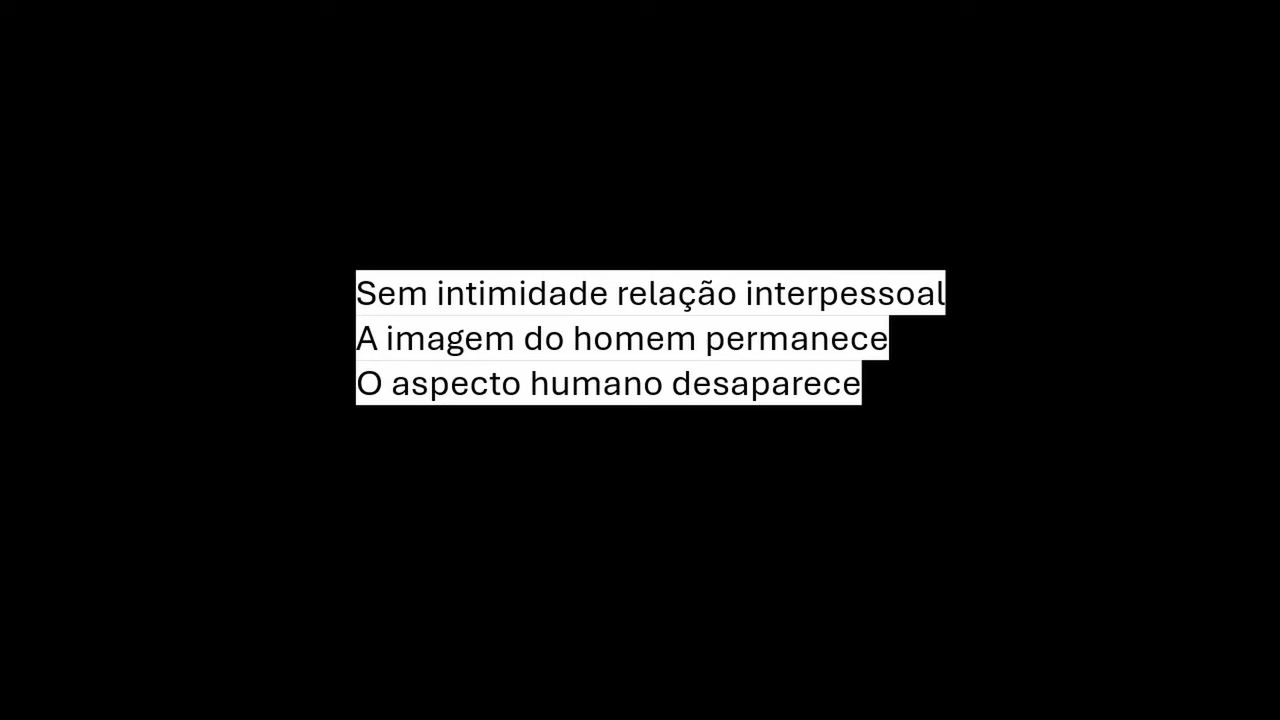 Sem intimidade relação interpessoal
A imagem do homem permanece
O aspecto humano desaparece